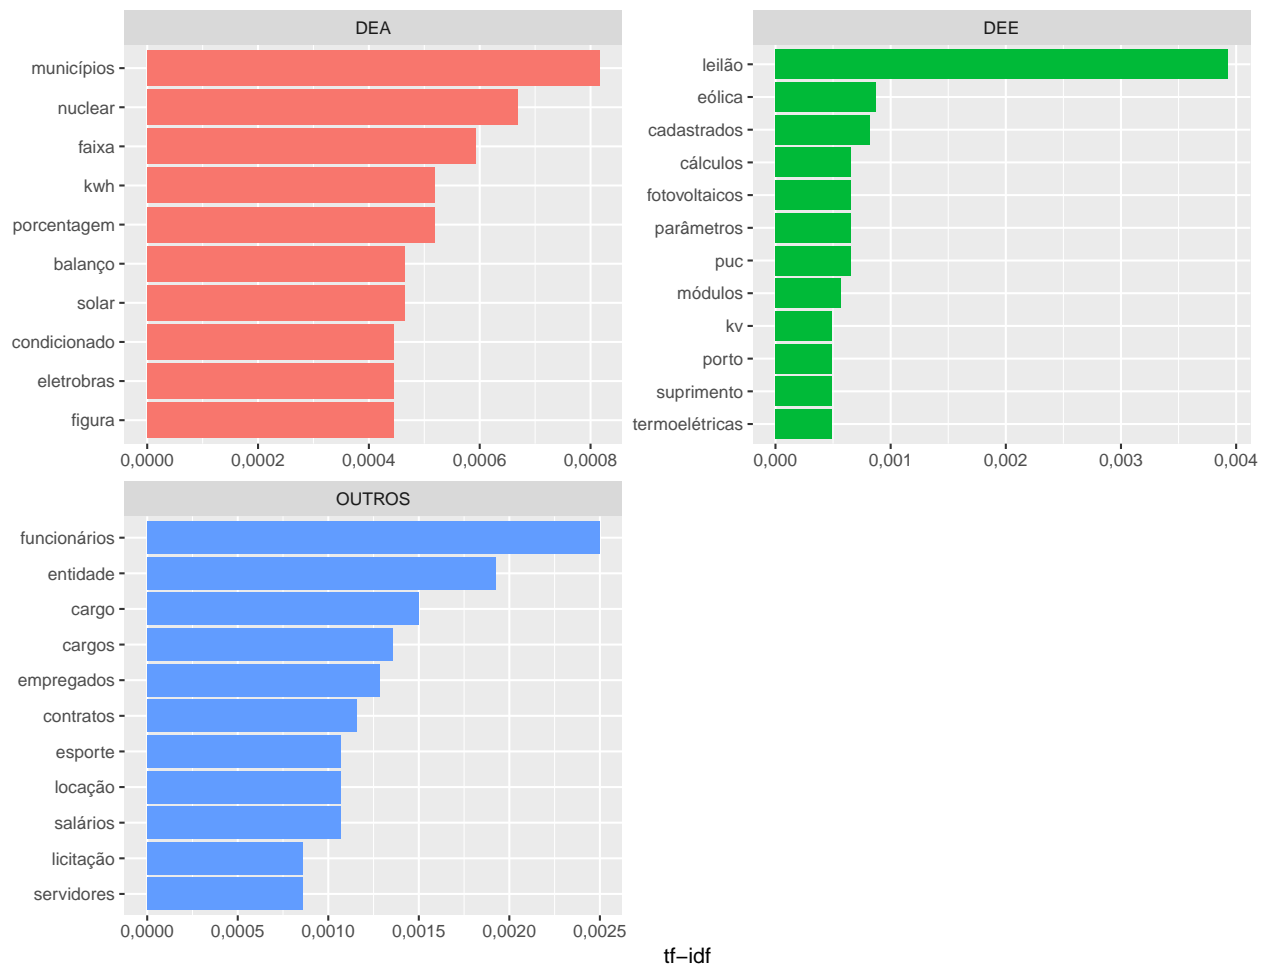 DEA
municípios
nuclear
faixa
kwh
porcentagem
balanço
solar
condicionado
eletrobras
figura
0,0000 0,0002 0,0004 0,0006 0,0008
DEE
leilão
eólica
cadastrados
cálculos
fotovoltaicos
parâmetros
puc
módulos
kv
porto
suprimento
termoelétricas
0,000 0,001 0,002 0,003 0,004
OUTROS
funcionários
entidade
cargo
cargos
empregados
contratos
esporte
locação
salários
licitação
servidores
0,0000 0,0005 0,0010 0,0015 0,0020 0,0025
tf−idf